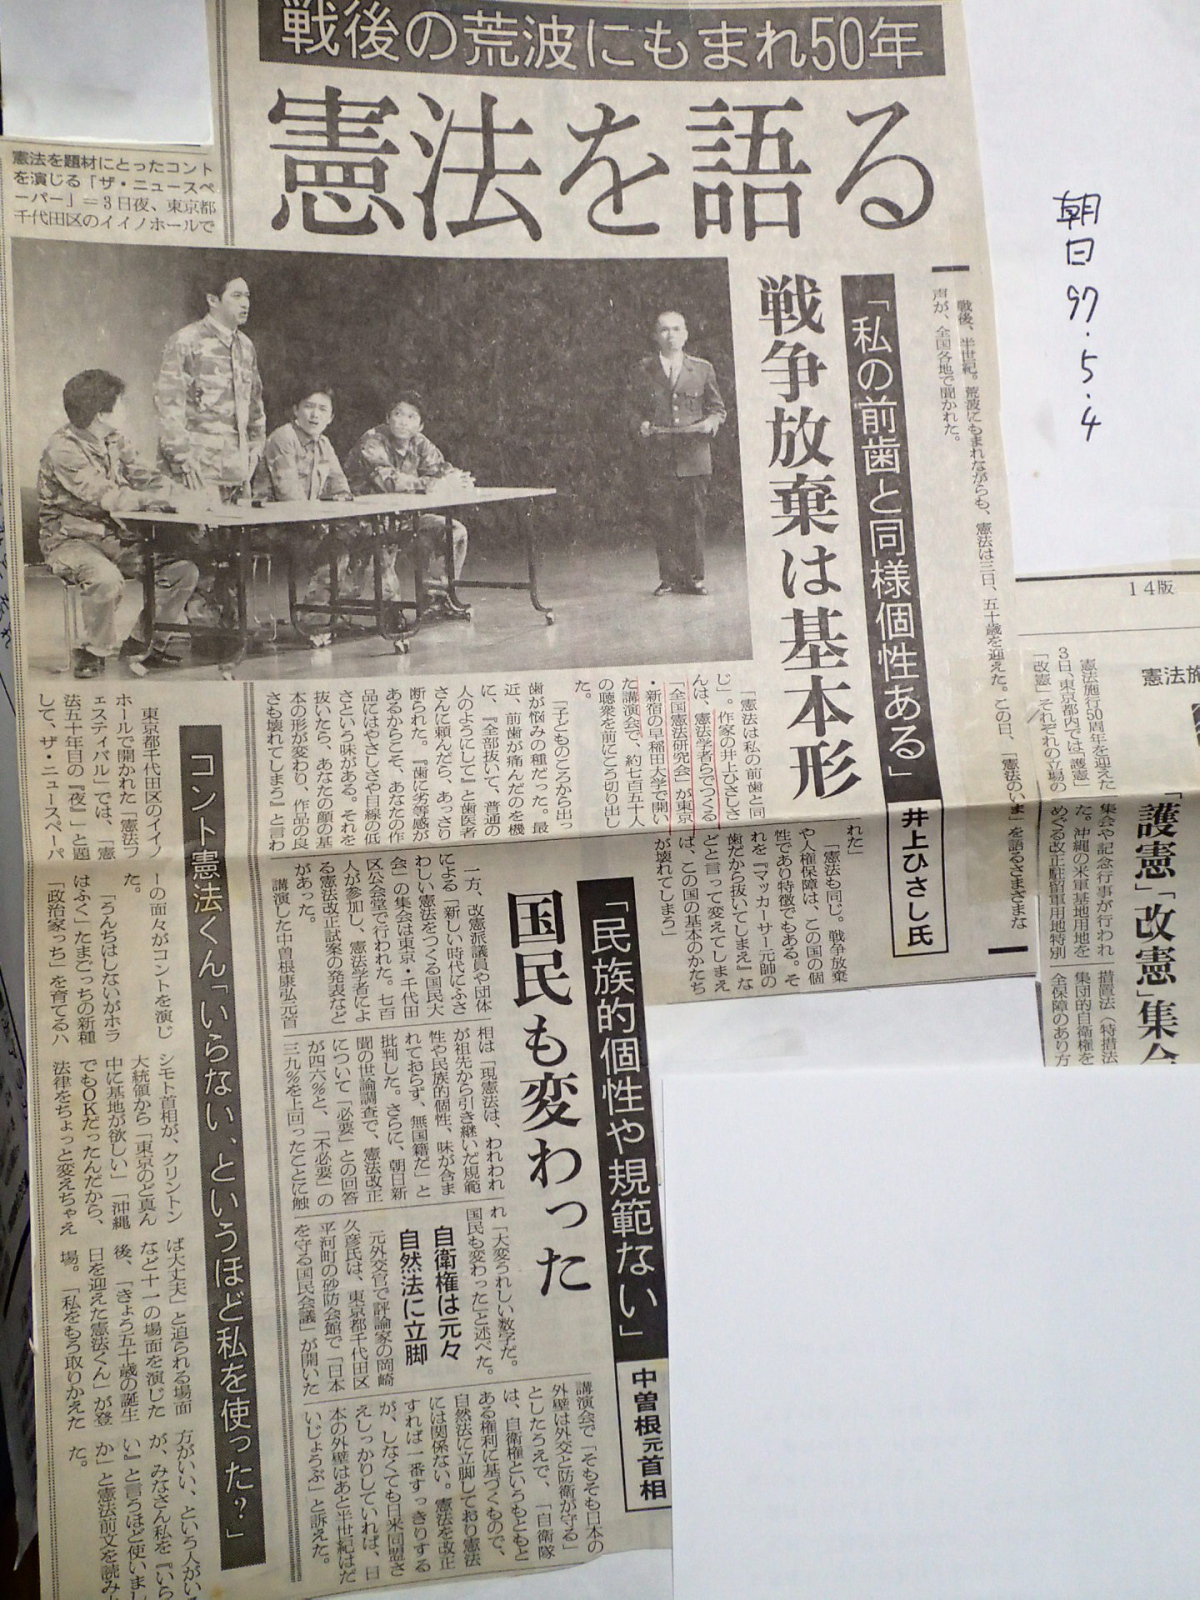 戦後の荒波にもまれ50年
憲法を語る
朝日 97.5.4
憲法を題材にとったコント
を演じる「ザ・ニュースペ
ーパー」＝3日夜、東京都
千代田区のイイノホールで
戦後、半世紀。荒波にもまれながらも、憲法は三日、五十歳を迎えた。この日、「憲法のいま」を語るさまざまな
声が、全国各地で聞かれた。
「私の前歯と同様個性ある」
井上ひさし氏
戦争放棄は基本形
「憲法は私の前歯と同
じ」。作家の井上ひさしさ
んは、憲法学者らでつくる
「全国憲法研究会」が東京
・新宿の早稲田大学で開い
た講演会で、約七百五十人
の聴衆を前にこう切り出し
た。
「子どものころから出っ
歯が悩みの種だった。最
近、前歯が痛んだのを機
に、『全部抜いて、普通の
人のようにして』と歯医者
さんに頼んだら、あっさり
断られた。『歯に劣等感が
あるからこそ、あなたの作
品にはやさしさや目線の低
さという味がある。それを
抜いたら、あなたの顔の基
本の形が変わり、作品の良
さも壊れてしまう』と言わ
れた」
「憲法も同じ。戦争放棄
や人権保障は、この国の個
性であり特徴でもある。そ
れを『マッカーサー元帥の
歯だから抜いてしまえ』な
どと言って変えてしまえ
ば、この国の基本のかたち
が壊れてしまう」
「民族的個性や規範ない」
中曽根元首相
国民も変わった
一方、改憲派議員や団体
による「新しい時代にふさ
わしい憲法をつくる国民大
会」の集会は東京・千代田
区公会堂で行われた。七百
人が参加し、憲法学者によ
る憲法改正試案の発表など
があった。
講演した中曽根康弘元首
相は「現憲法は、われわれ
が祖先から引き継いだ規範
性や民族的個性、味が含ま
れておらず、無国籍だ」と
批判した。さらに、朝日新
聞の世論調査で、憲法改正
について「必要」との回答
が四六％と、「不必要」の
三九％を上回ったことに触
れ「大変うれしい数字だ。
国民も変わった」と述べた。
自衛権は元々
自然法に立脚
元外交官で評論家の岡崎
久彦氏は、東京都千代田区
平河町の砂防会館で「日本
を守る国民会議」が開いた
講演会で「そもそも日本の
外壁は外交と防衛が守る」
としたうえで、「自衛隊
は、自衛権というもともと
ある権利に基づくもので、
自然法に立脚しており憲法
には関係ない。憲法を改正
すれば一番すっきりする
が、しなくても日米同盟さ
えしっかりしていれば、日
本の外壁はあと半世紀はだ
いじょうぶ」と訴えた。
コント憲法くん「いらない、というほど私を使った？」
東京都千代田区のイイノ
ホールで開かれた「憲法フ
ェスティバル」では、「憲
法五十年目の『夜』」と題
して、ザ・ニュースペーパ
ーの面々がコントを演じ
た。
「うんちはしないがホラ
はふく」たまごっちの新種
「政治家っち」を育てるハ
シモト首相が、クリントン
大統領から「東京のど真ん
中に基地が欲しい」「沖縄
でもOKだったんだから、
法律をちょっと変えちゃえ
ば大丈夫」と迫られる場面
など十一の場面を演じた
後、「きょう五十歳の誕生
日を迎えた憲法くん」が登
場。「私をもう取りかえた
方がいい、という人がい
が、みなさん私を『いら
い』と言うほど使いまし
か」と憲法前文を読み
た。
14版
憲法施
「護憲」「改憲」集会
憲法施行50周年を迎えた
3日、東京都内では「護憲」
「改憲」それぞれの立場の
集会や記念行事が行われ
た。沖縄の米軍基地用地を
めぐる改正駐留軍用地特別
措置法（特措法
集団的自衛権を
全保障のあり方